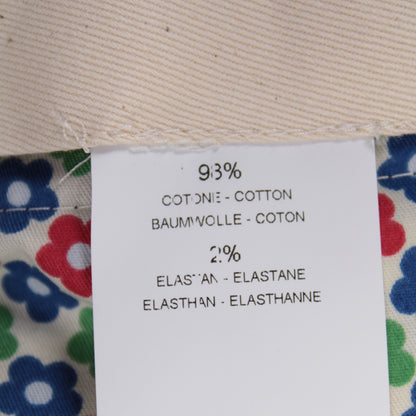 98%
COTONE - COTTON
BAUMWOLLE - COTON
2%
ELASTAN - ELASTANE
ELASTHAN - ELASTHANNE